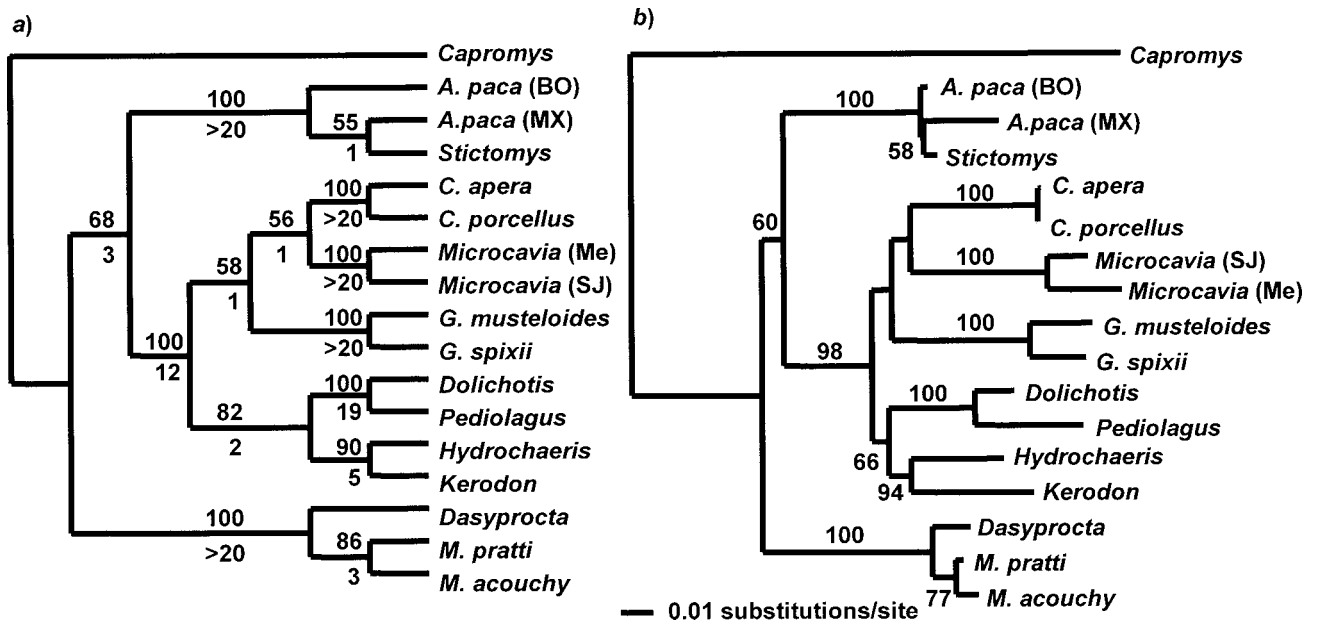 a)
Capromys
A. paca (BO)
100
>20
55
A.paca (MX)
1
Stictomys
100
C. apera
>20
C. porcellus
56
1
68
3
100
Microcavia (Me)
>20
Microcavia (SJ)
58
1
100
G. musteloides
>20
G. spixii
100
12
100
Dolichotis
19
Pediolagus
82
2
90
Hydrochaeris
5
Kerodon
100
>20
Dasyprocta
86
M. pratti
3
M. acouchy
b)
Capromys
100
A. paca (BO)
A.paca (MX)
58
Stictomys
60
100
C. apera
C. porcellus
100
Microcavia (SJ)
Microcavia (Me)
100
G. musteloides
G. spixii
98
100
Dolichotis
Pediolagus
66
Hydrochaeris
94
Kerodon
100
Dasyprocta
M. pratti
77
M. acouchy
0.01 substitutions/site